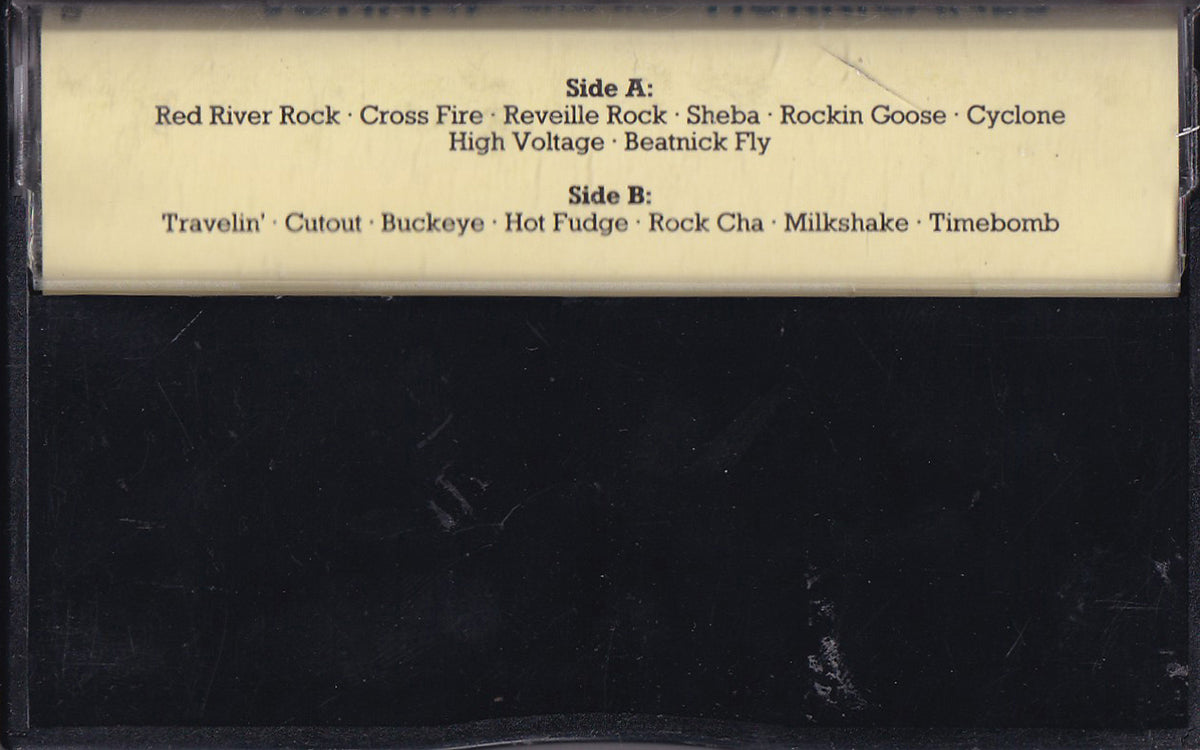 Side A:
Red River Rock · Cross Fire · Reveille Rock · Sheba · Rockin Goose · Cyclone
High Voltage · Beatnick Fly
Side B:
Travelin' · Cutout · Buckeye · Hot Fudge · Rock Cha · Milkshake · Timebomb